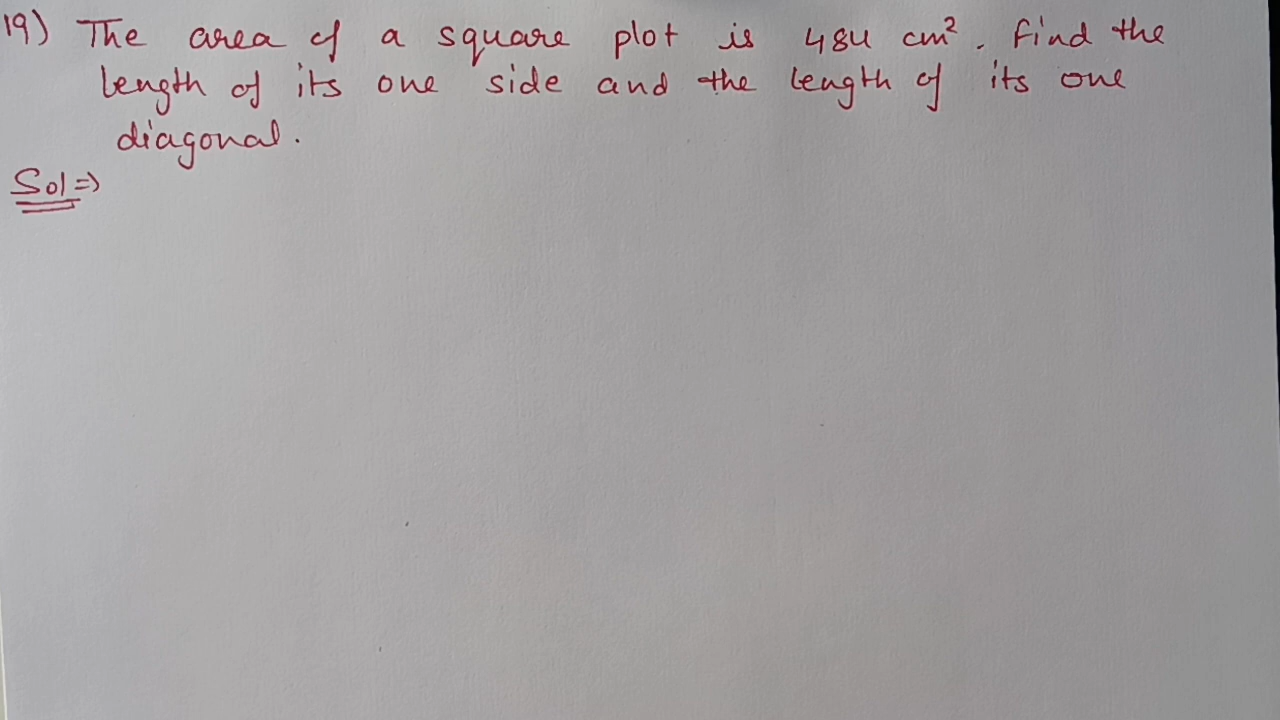 19) The area of a square plot is 484 cm². Find the
length of its one side and the length of its one
diagonal.
Sol⇒